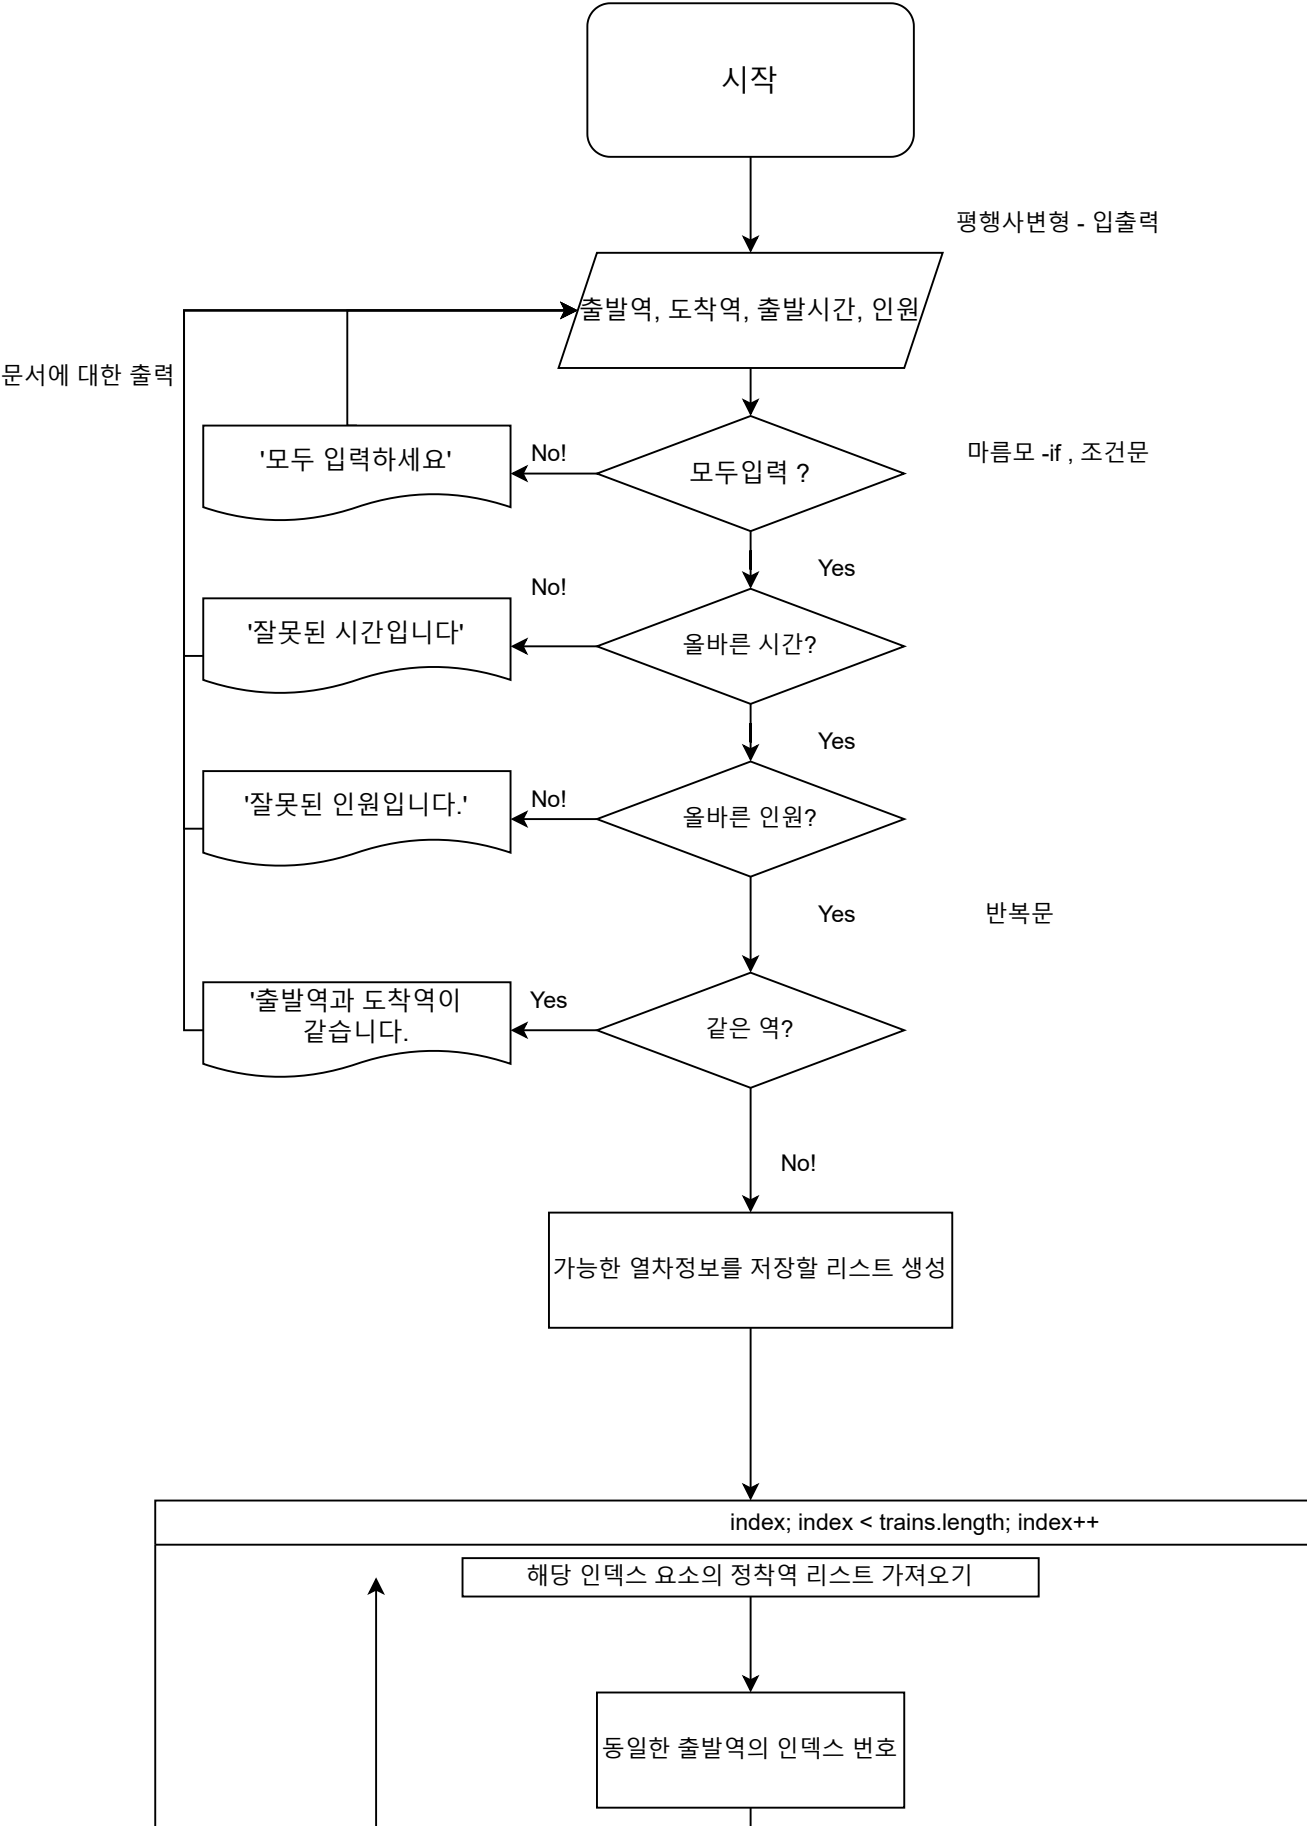 시작
평행사변형 - 입출력
출발역, 도착역, 출발시간, 인원
문서에 대한 출력
'모두 입력하세요'
No!
모두입력 ?
마름모 -if , 조건문
Yes
No!
'잘못된 시간입니다'
올바른 시간?
Yes
'잘못된 인원입니다.'
No!
올바른 인원?
Yes
반복문
'출발역과 도착역이
같습니다.
Yes
같은 역?
No!
가능한 열차정보를 저장할 리스트 생성
index; index < trains.length; index++
해당 인덱스 요소의 정착역 리스트 가져오기
동일한 출발역의 인덱스 번호